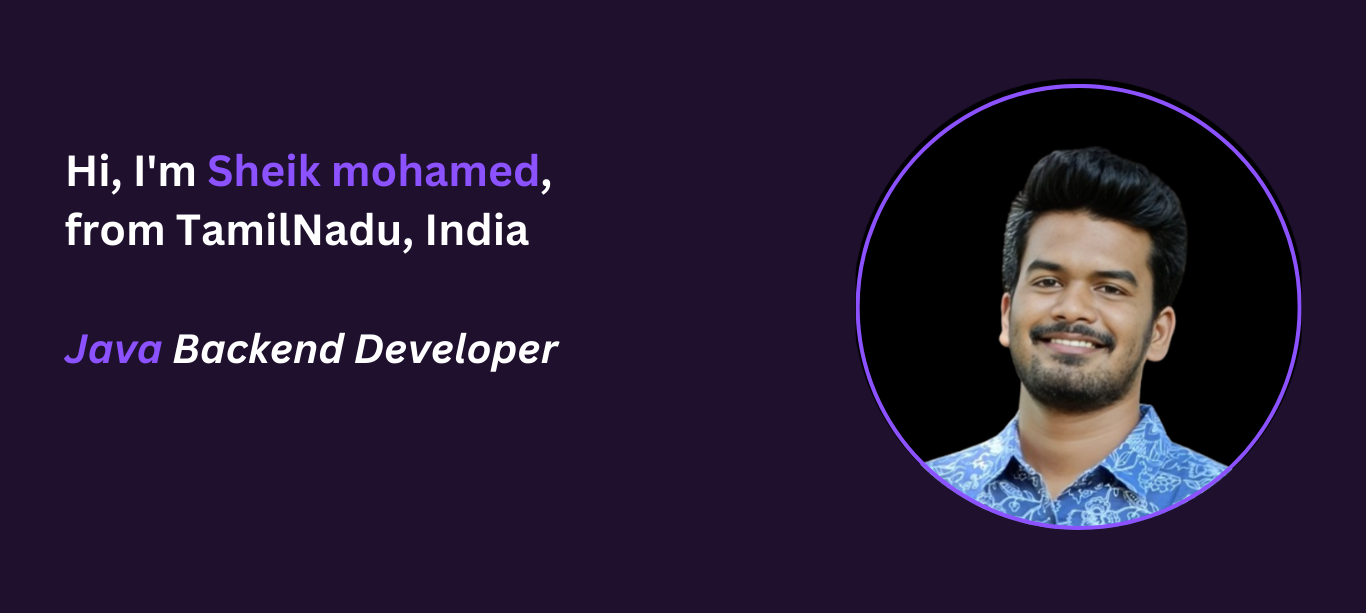 Hi, I'm Sheik mohamed,
from TamilNadu, India
Java Backend Developer